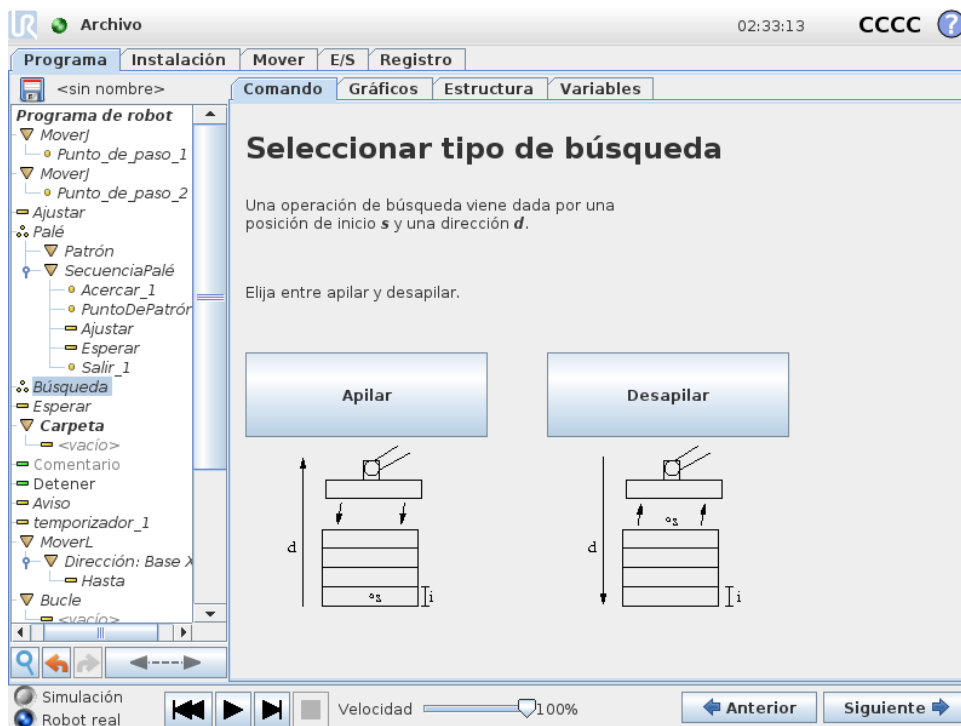 UR
Archivo
02:33:13
CCCC
?
Programa
Instalación
Mover
E/S
Registro
<sin nombre>
Comando
Gráficos
Estructura
Variables
Programa de robot
MoverJ
Punto_de_paso_1
MoverJ
Punto_de_paso_2
Ajustar
Palé
Patrón
SecuenciaPalé
Acercar_1
PuntoDePatrór
Ajustar
Esperar
Salir_1
Búsqueda
Esperar
Carpeta
<vacío>
Comentario
Detener
Aviso
temporizador_1
MoverL
Dirección: Base X
Hasta
Bucle
<vacío>
Seleccionar tipo de búsqueda
Una operación de búsqueda viene dada por una
posición de inicio s y una dirección d.
Elija entre apilar y desapilar.
Apilar
Desapilar
d
s
i
d
s
i
Simulación
Robot real
Velocidad
100%
Anterior
Siguiente